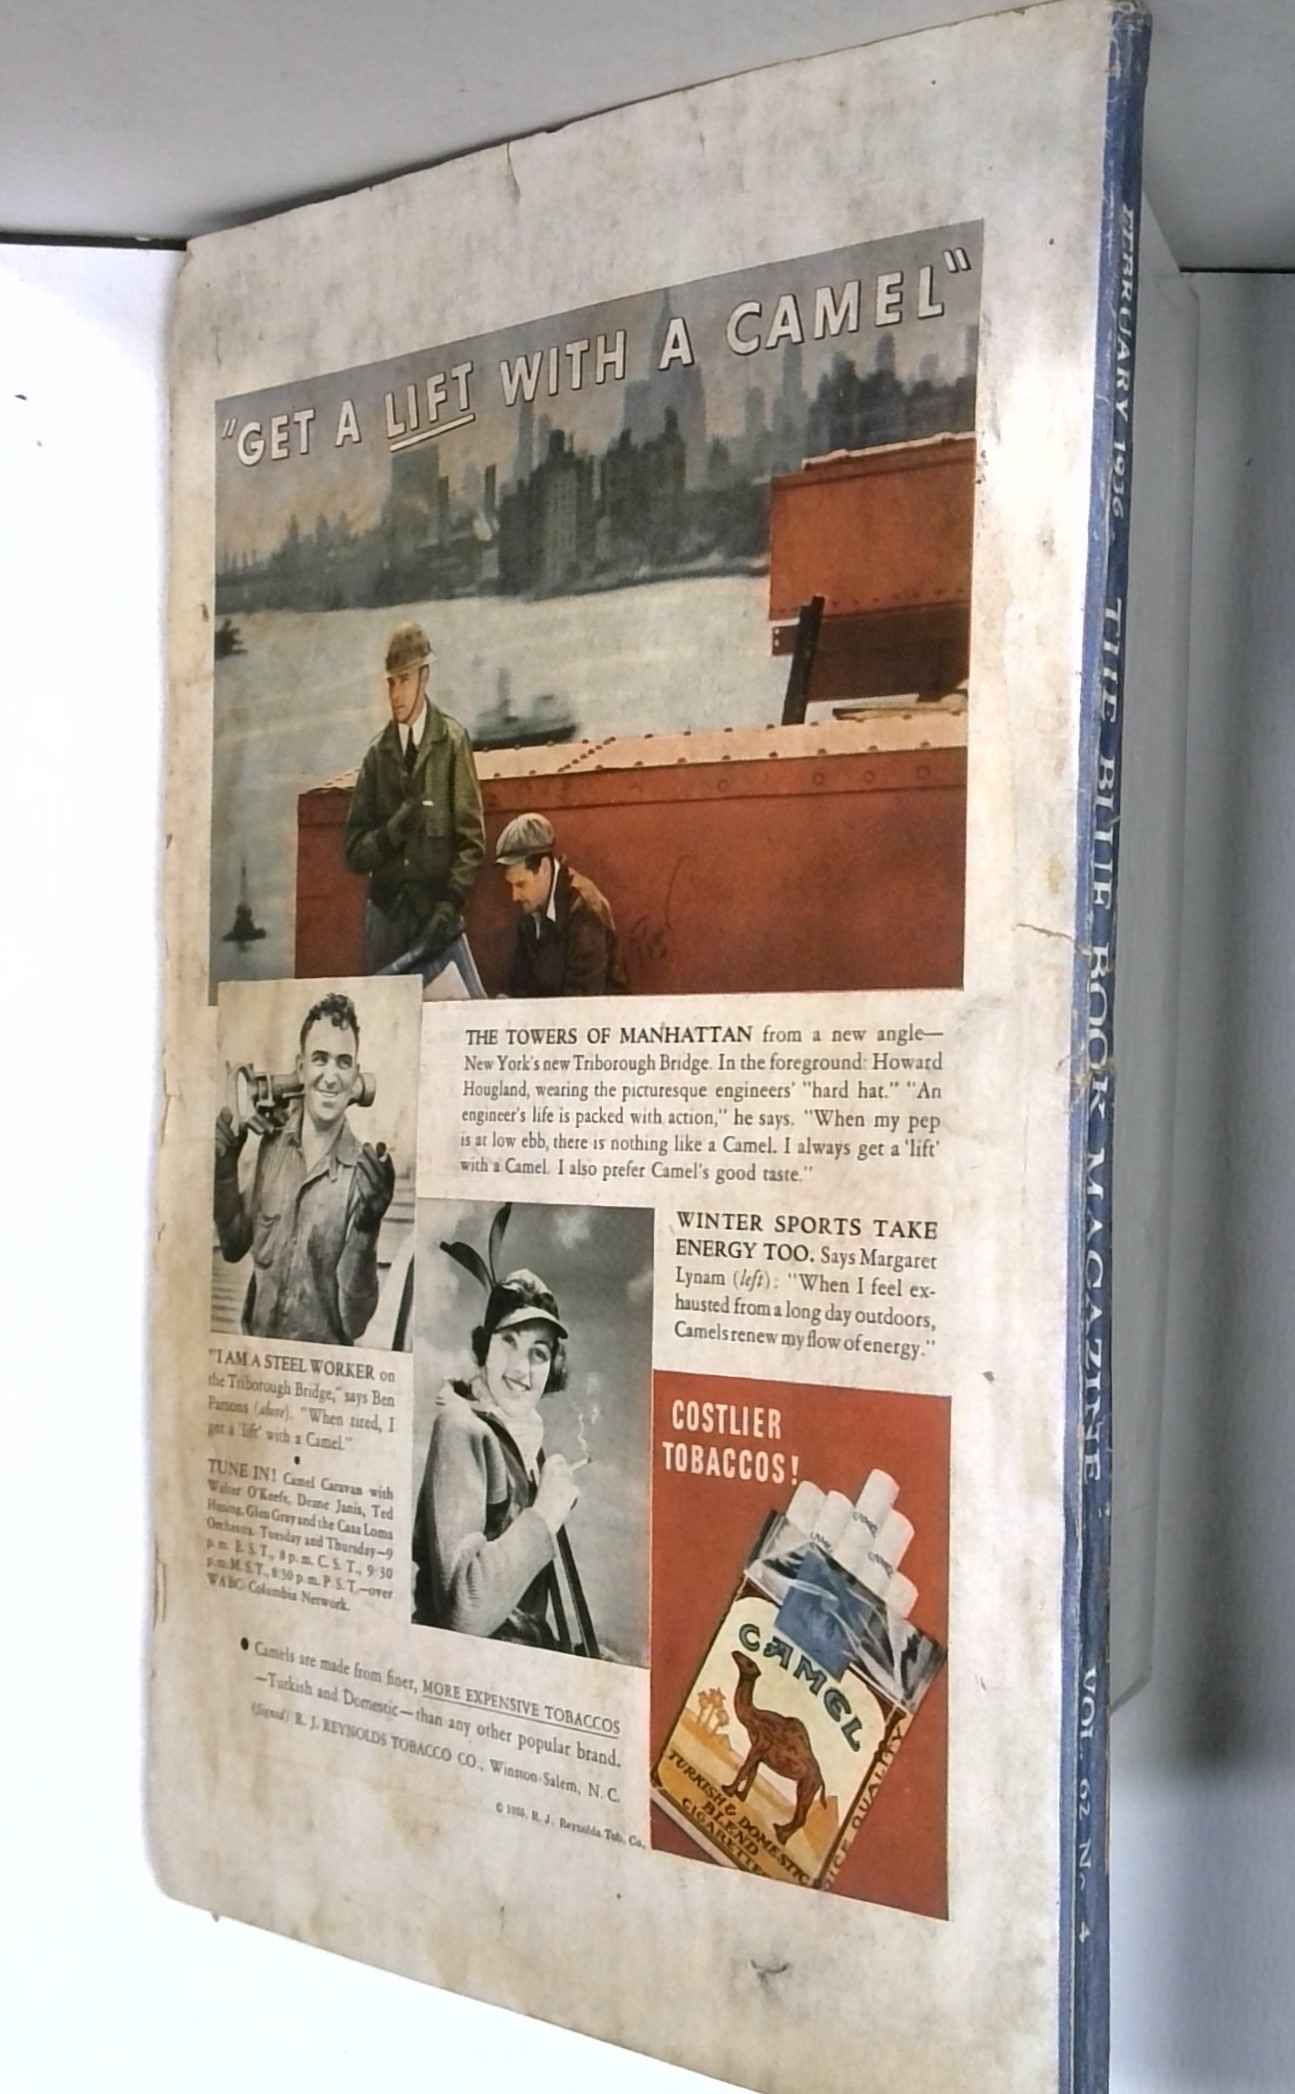 "GET A LIFT WITH A CAMEL"
THE TOWERS OF MANHATTAN from a new angle—
New York's new Triborough Bridge. In the foreground: Howard
Hougland, wearing the picturesque engineers' "hard hat." "An
engineer's life is packed with action," he says. "When my pep
is at low ebb, there is nothing like a Camel. I always get a 'lift'
with a Camel. I also prefer Camel's good taste."
WINTER SPORTS TAKE
ENERGY TOO. Says Margaret
Lynam (left): "When I feel ex-
hausted from a long day outdoors,
Camels renew my flow of energy."
"I AM A STEEL WORKER on
the Triborough Bridge," says Ben
Parsons (above). "When tired, I
get a 'lift' with a Camel."
•
TUNE IN! Camel Caravan with
Walter O'Keefe, Deane Janis, Ted
Husing, Glen Gray and the Casa Loma
Orchestra. Tuesday and Thursday—9
p. m. E. S. T., 8 p. m. C. S. T., 9:30
p. m. M. S. T., 8:30 p. m. P. S. T.—over
WABC-Columbia Network.
COSTLIER
TOBACCOS!
CAMEL
CAMEL
CAMEL
CAMEL
TURKISH & DOMESTIC
BLEND
CIGARETTES
QUALITY
• Camels are made from finer, MORE EXPENSIVE TOBACCOS
—Turkish and Domestic—than any other popular brand.
(Signed) R. J. REYNOLDS TOBACCO CO., Winston-Salem, N. C.
R. J. Reynolds Tob. Co.
FEBRUARY 1936 THE BLUE BOOK MAGAZINE VOL. 62 No 4